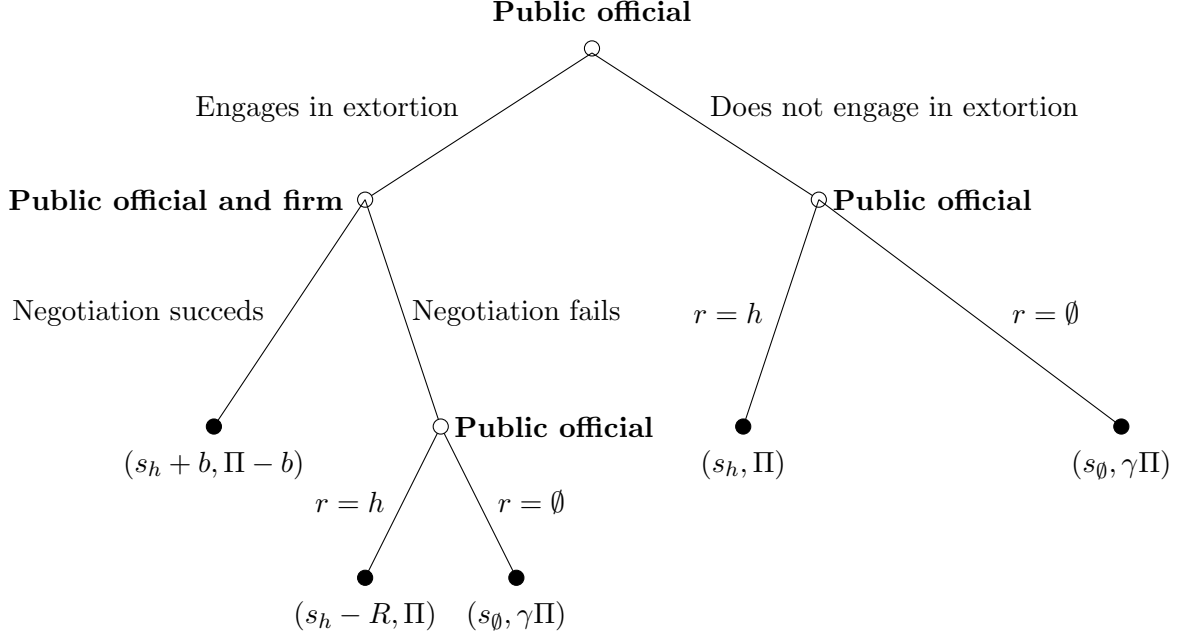 Public official
Engages in extortion
Does not engage in extortion
Public official and firm
Public official
Negotiation succeds
Negotiation fails
r = h
r = ∅
Public official
(s_h + b, Π − b)
(s_h, Π)
(s_∅, γΠ)
r = h
r = ∅
(s_h − R, Π)
(s_∅, γΠ)